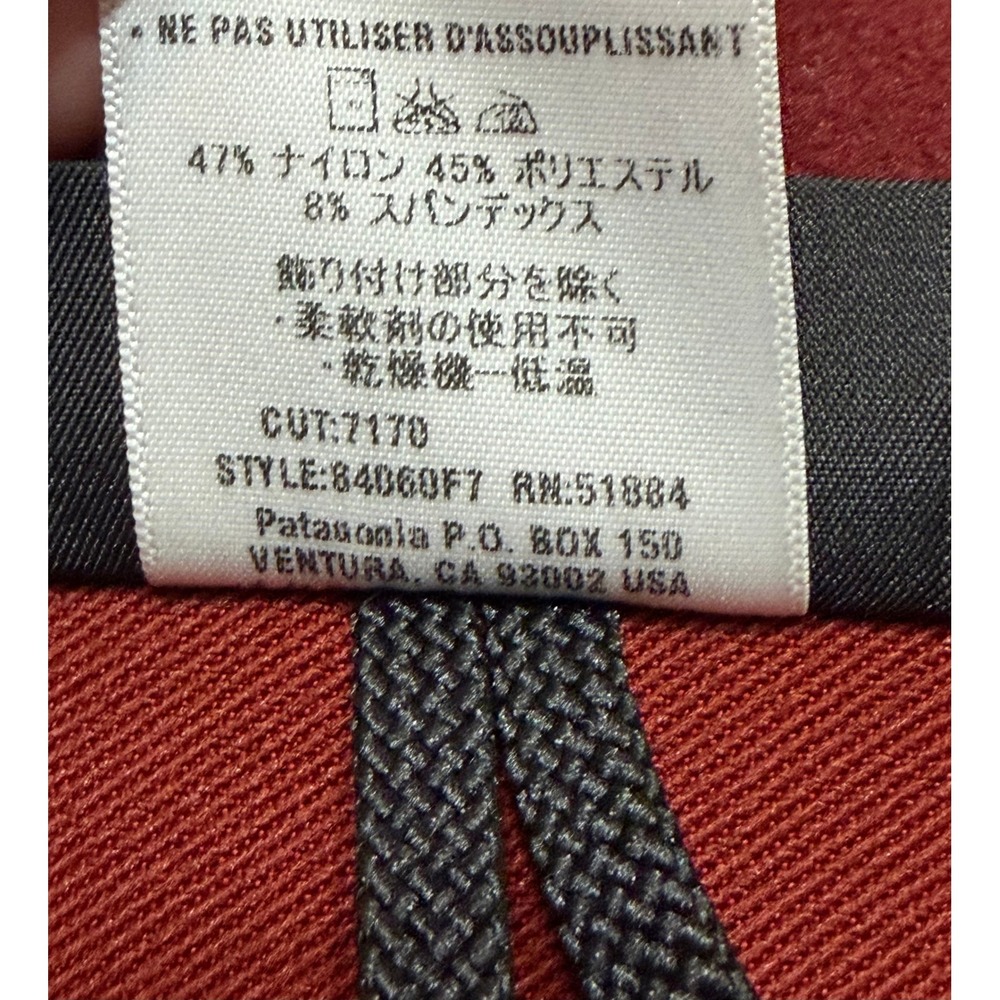 • NE PAS UTILISER D'ASSOUPLISSANT
47% ナイロン 45% ポリエステル
8% スパンデックス
飾り付け部分を除く
・柔軟剤の使用不可
・乾燥機ー低温
CUT:7170
STYLE:84060F7 RN:51884
Patagonia P.O. BOX 150
VENTURA, CA 93002 USA